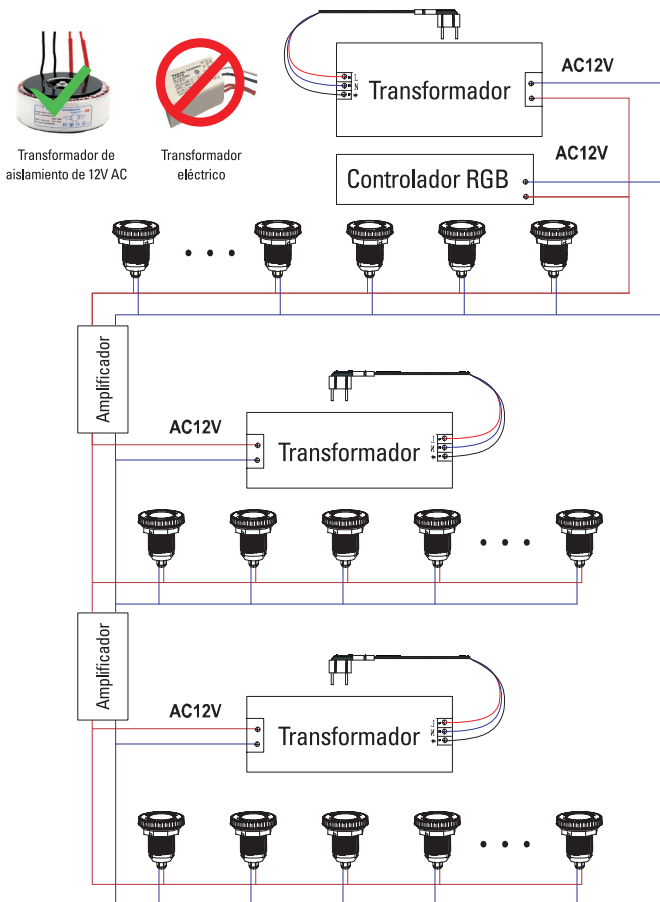 Transformador de
aislamiento de 12V AC
Transformador
eléctrico
L
N
Transformador
AC12V
Controlador RGB
AC12V
Amplificador
AC12V
Transformador
L
N
Amplificador
AC12V
Transformador
L
N